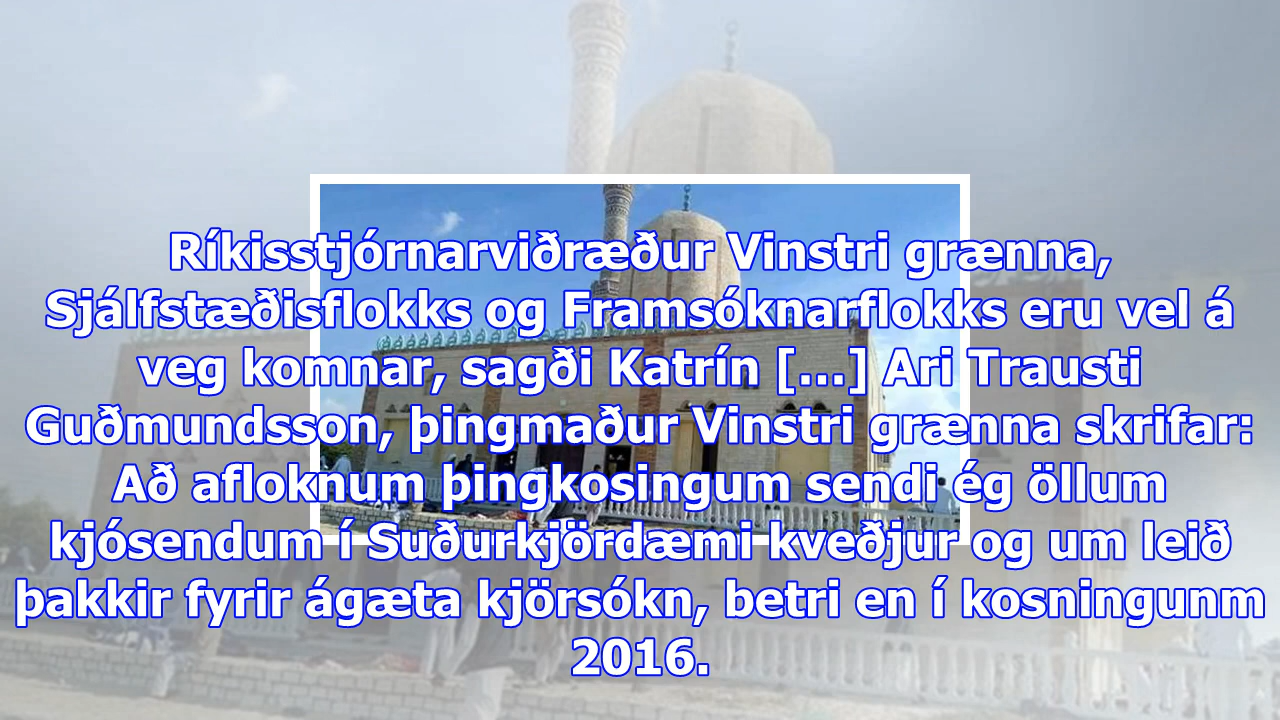 Ríkisstjórnarviðræður Vinstri grænna,
Sjálfstæðisflokks og Framsóknarflokks eru vel á
veg komnar, sagði Katrín [...] Ari Trausti
Guðmundsson, þingmaður Vinstri grænna skrifar:
Að afloknum þingkosingum sendi ég öllum
kjósendum í Suðurkjördæmi kveðjur og um leið
þakkir fyrir ágæta kjörsókn, betri en í kosningunm
2016.